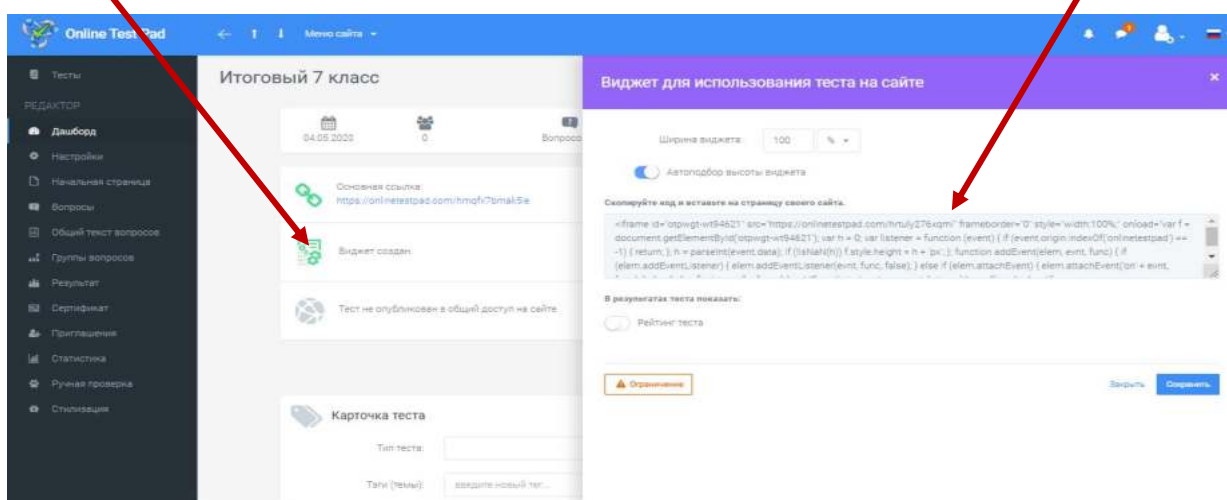 Online Test Pad
Меню сайта
Тесты
РЕДАКТОР
Дашборд
Настройки
Начальная страница
Вопросы
Общий текст вопросов
Группы вопросов
Результат
Сертификат
Приглашения
Статистика
Ручная проверка
Стилизация
Итоговый 7 класс
04.05.2020
0
Вопросо
Основная ссылка:
Виджет создан.
Тест не опубликован в общий доступ на сайте
Карточка теста
Тип теста:
Тэги (темы):
введите новый тег...
Виджет для использования теста на сайте
Ширина виджета:
100
%
Автоподбор высоты виджета
Скопируйте код и вставьте на страницу своего сайта.
<iframe id='otpwgt-wt94621' src='https://onlinetestpad.com/hrtuly276xqmi' frameborder='0' style='width:100%;' onload='var f =
document.getElementById('otpwgt-wt94621'); var h = 0; var listener = function (event) { if (event.origin.indexOf('onlinetestpad') ==
-1) { return; }; h = parseInt(event.data); if (!isNaN(h)) f.style.height = h + 'px'; }; function addEvent(elem, evnt, func) { if
(elem.addEventListener) { elem.addEventListener(evnt, func, false); } else if (elem.attachEvent) { elem.attachEvent('on' + evnt,
В результатах теста показать:
Рейтинг теста
Ограничение
Закрыть
Сохранить